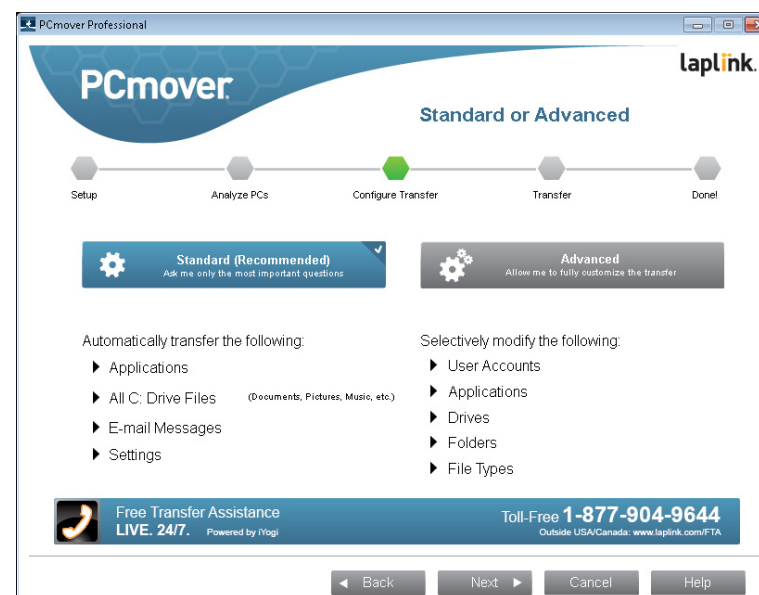 PCmover Professional
PCmover.
laplink.
Standard or Advanced
Setup
Analyze PCs
Configure Transfer
Transfer
Done!
Standard (Recommended)
Ask me only the most important questions
Advanced
Allow me to fully customize the transfer
Automatically transfer the following:
Applications
All C: Drive Files (Documents, Pictures, Music, etc.)
E-mail Messages
Settings
Selectively modify the following:
User Accounts
Applications
Drives
Folders
File Types
Free Transfer Assistance
LIVE. 24/7. Powered by iYogi
Toll-Free 1-877-904-9644
Outside USA/Canada: www.laplink.com/FTA
Back
Next
Cancel
Help